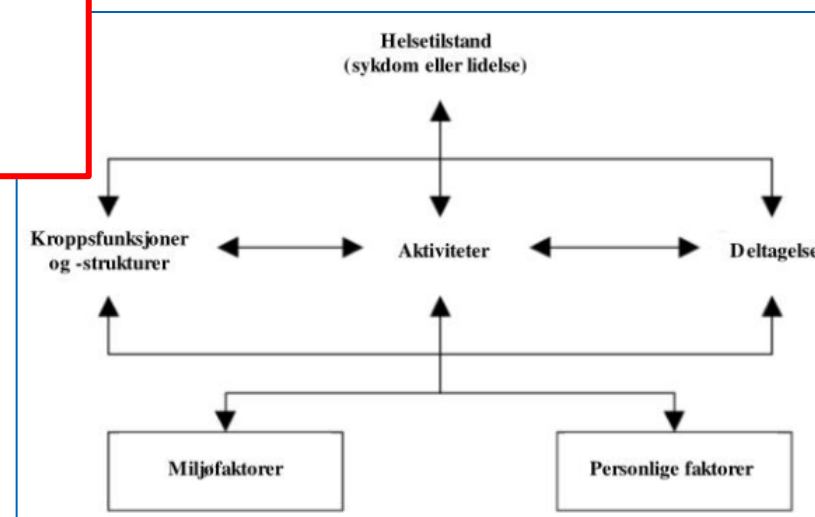 Helsetilstand
(sykdom eller lidelse)
Kroppsfunksjoner
og -strukturer
Aktiviteter
Deltagelse
Miljøfaktorer
Personlige faktorer